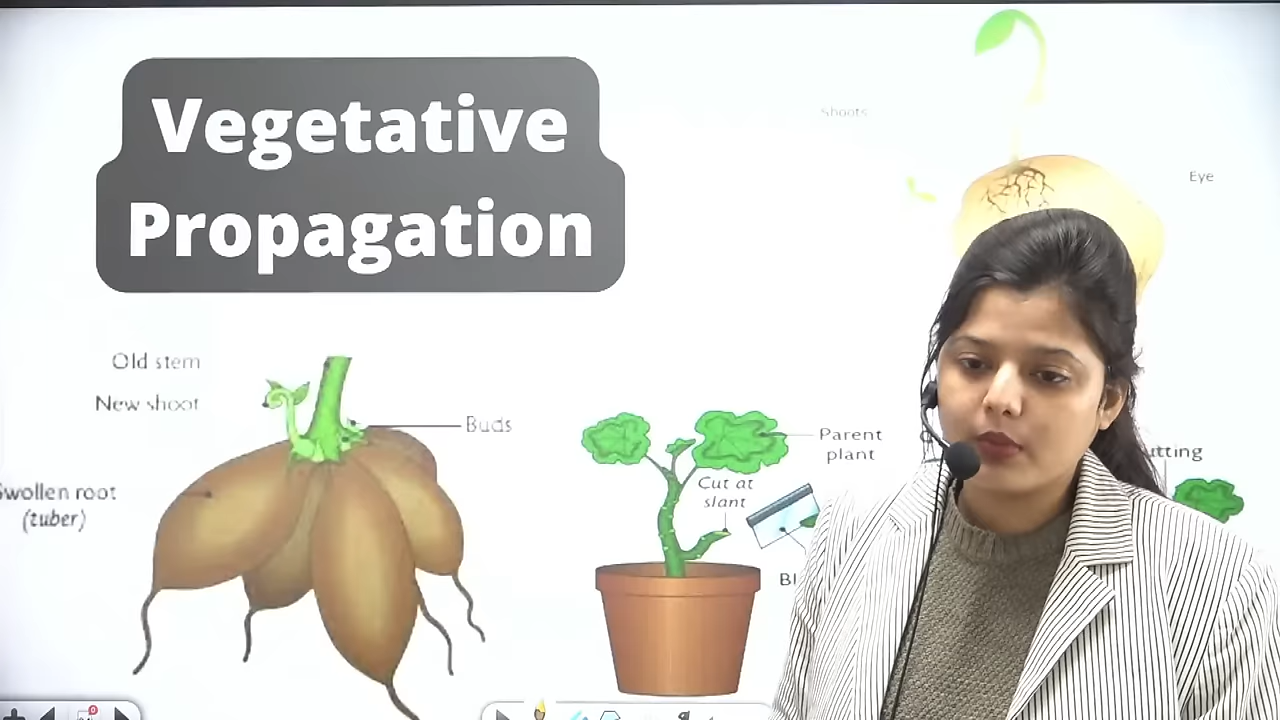 Vegetative
Propagation
Shoots
Eye
Old stem
New shoot
Buds
Swollen root
(tuber)
Parent
plant
Cut at
slant